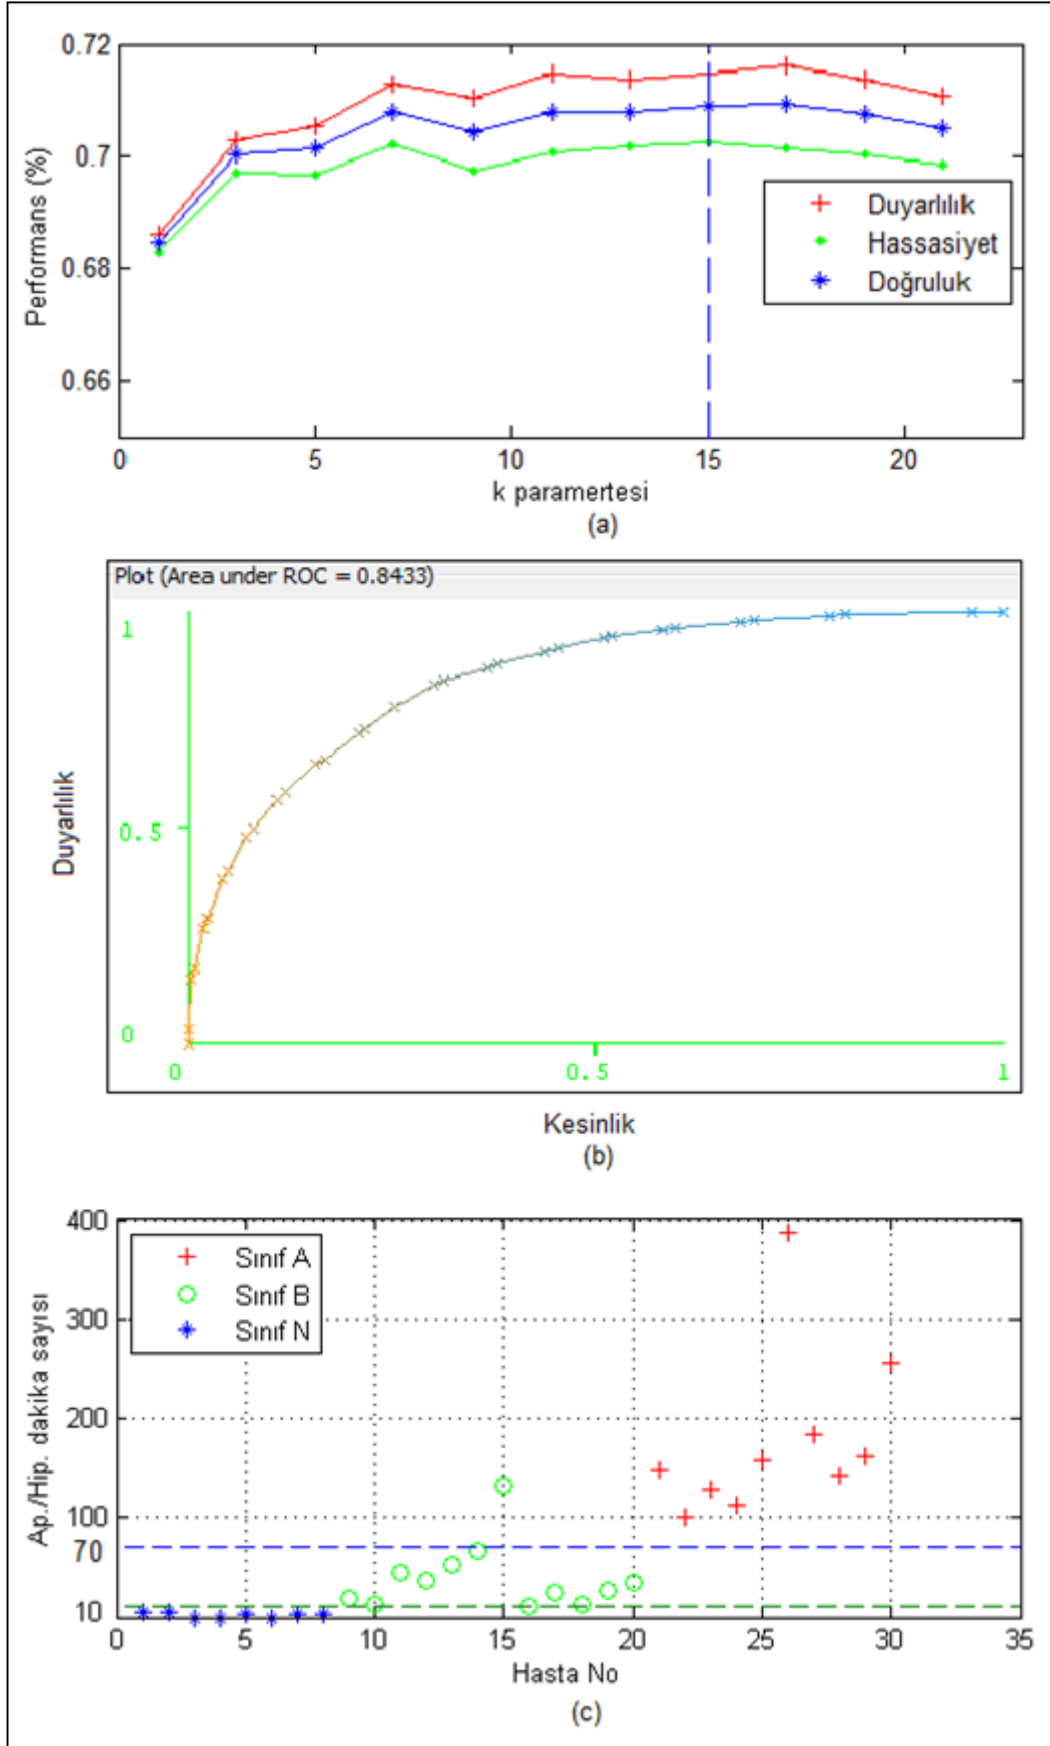 0.72
0.7
0.68
0.66
Performans (%)
Duyarlılık
Hassasiyet
Doğruluk
0 5 10 15 20
k paramertesi
(a)
Plot (Area under ROC = 0.8433)
1
0.5
0
Duyarlılık
0 0.5 1
Kesinlik
(b)
400
300
200
100
70
10
Ap./Hip. dakika sayısı
Sınıf A
Sınıf B
Sınıf N
0 5 10 15 20 25 30 35
Hasta No
(c)